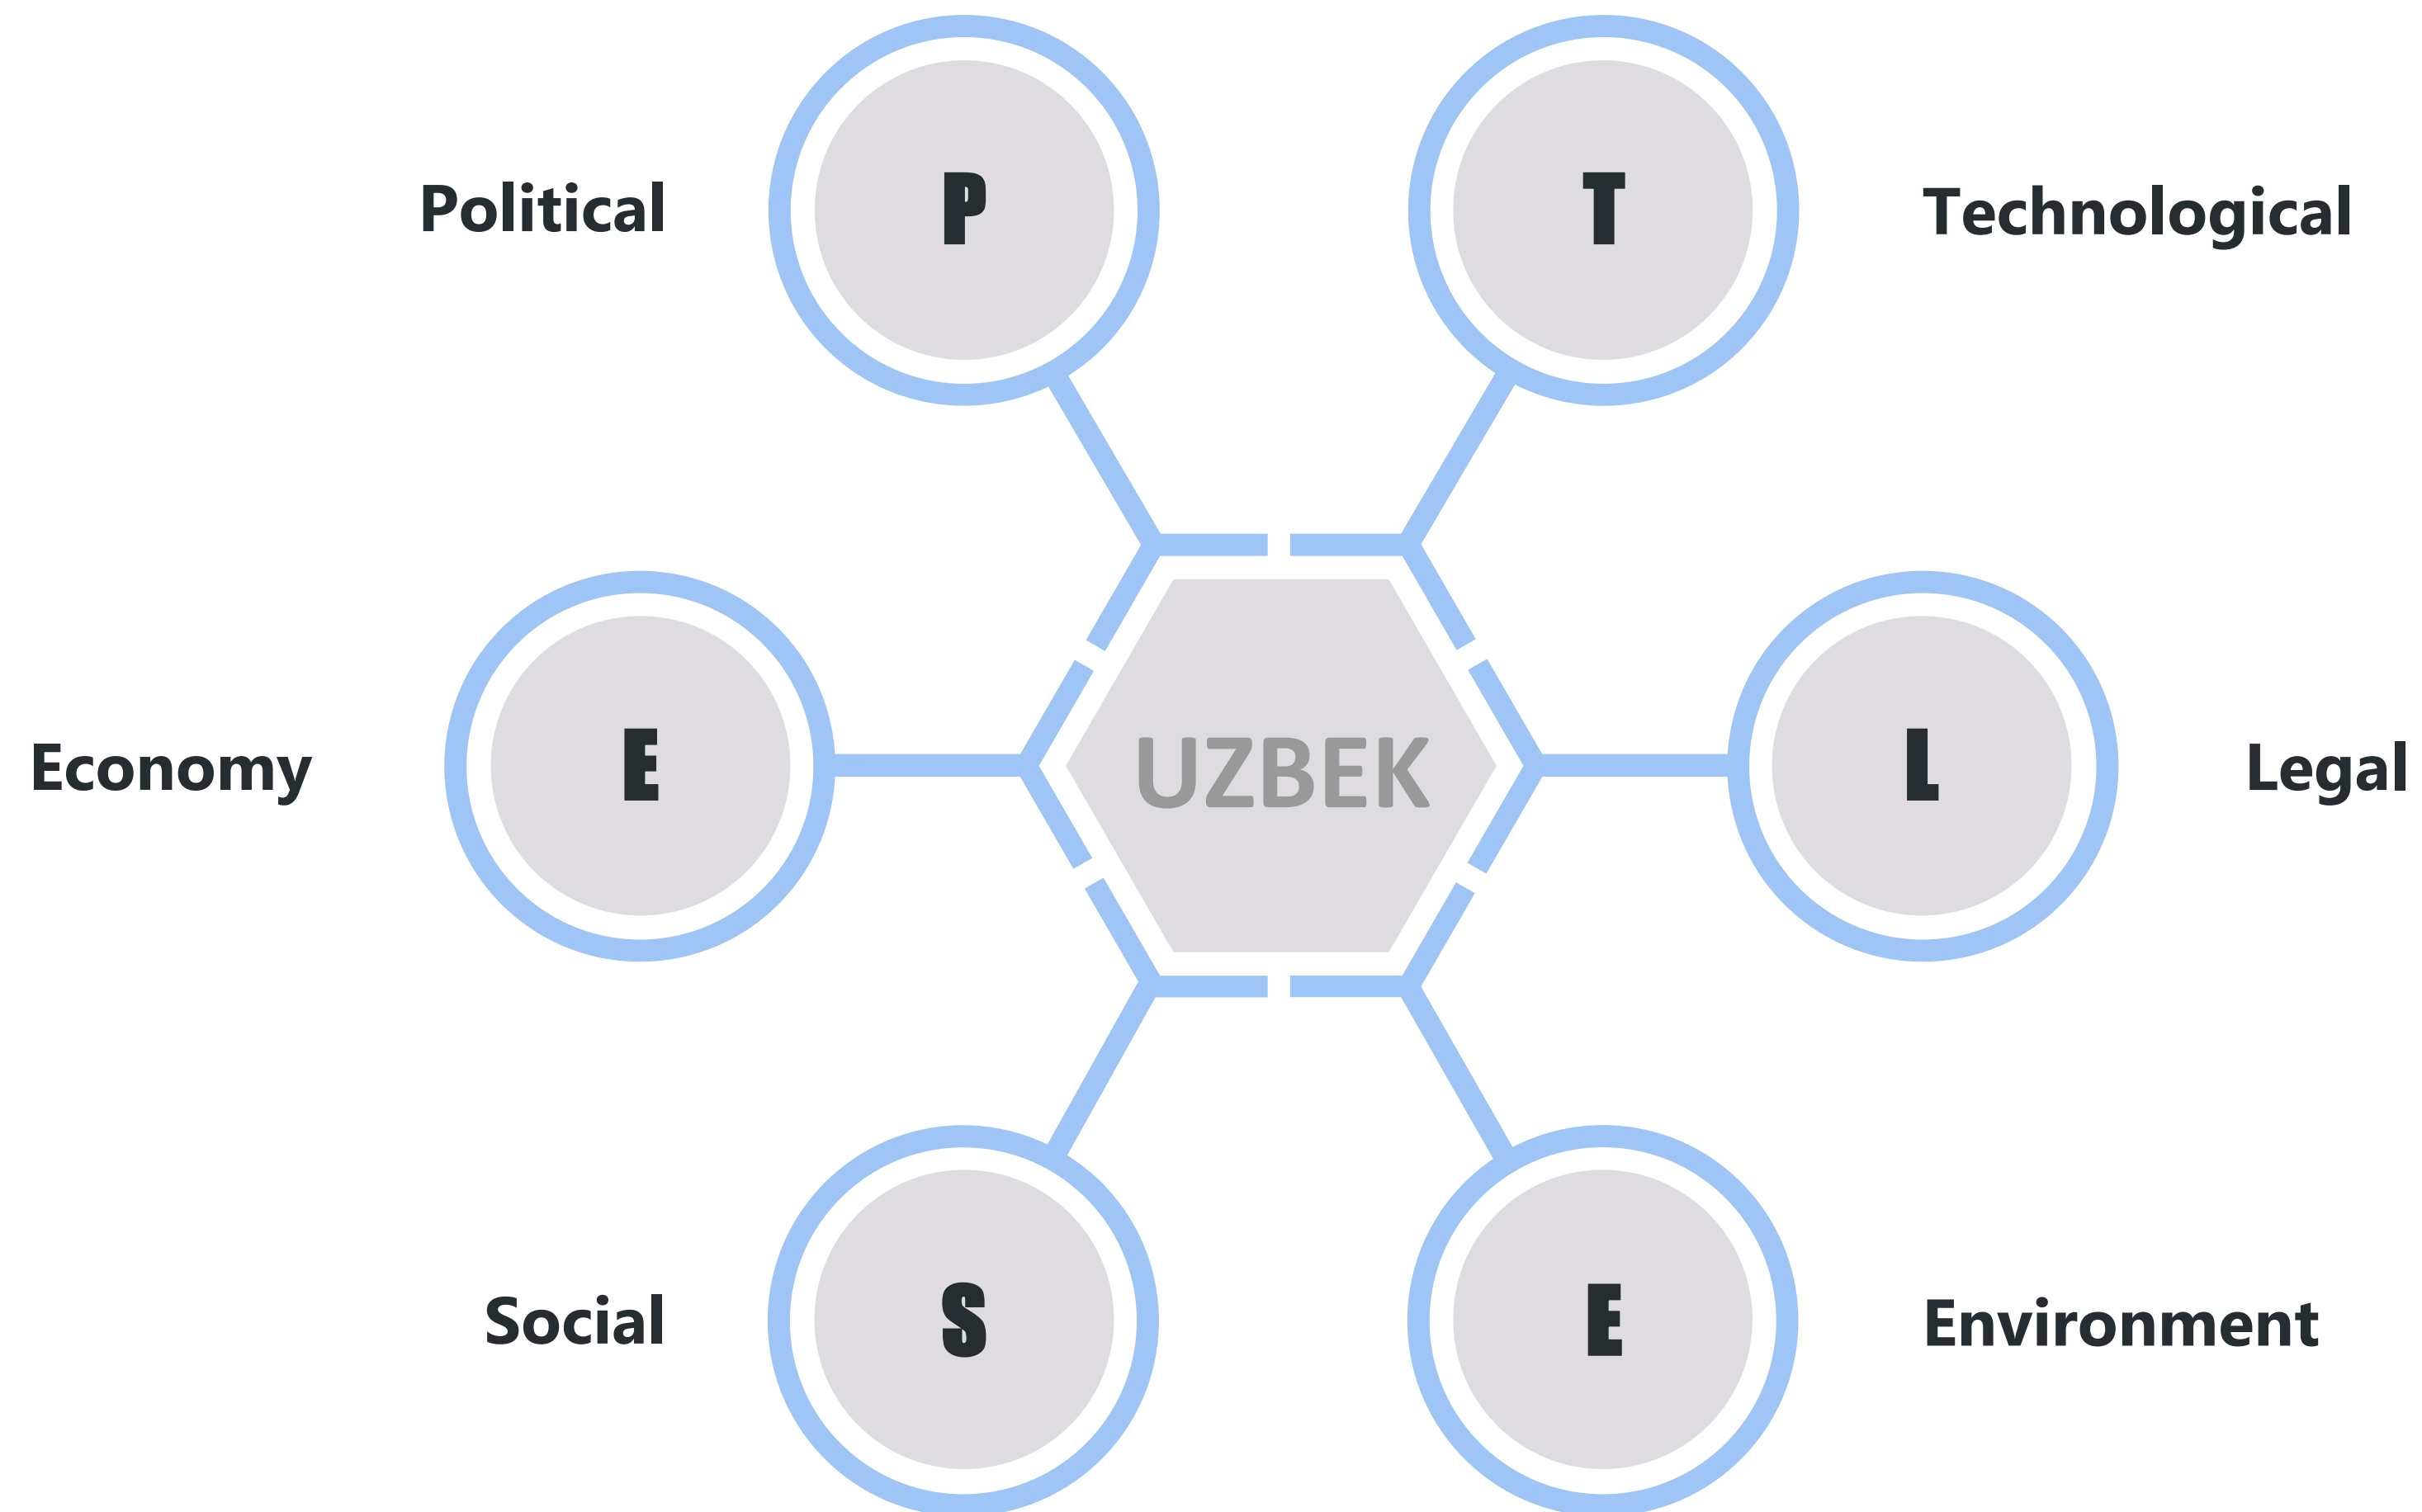 Political
P
T
Technological
Economy
E
UZBEK
L
Legal
Social
S
E
Environment